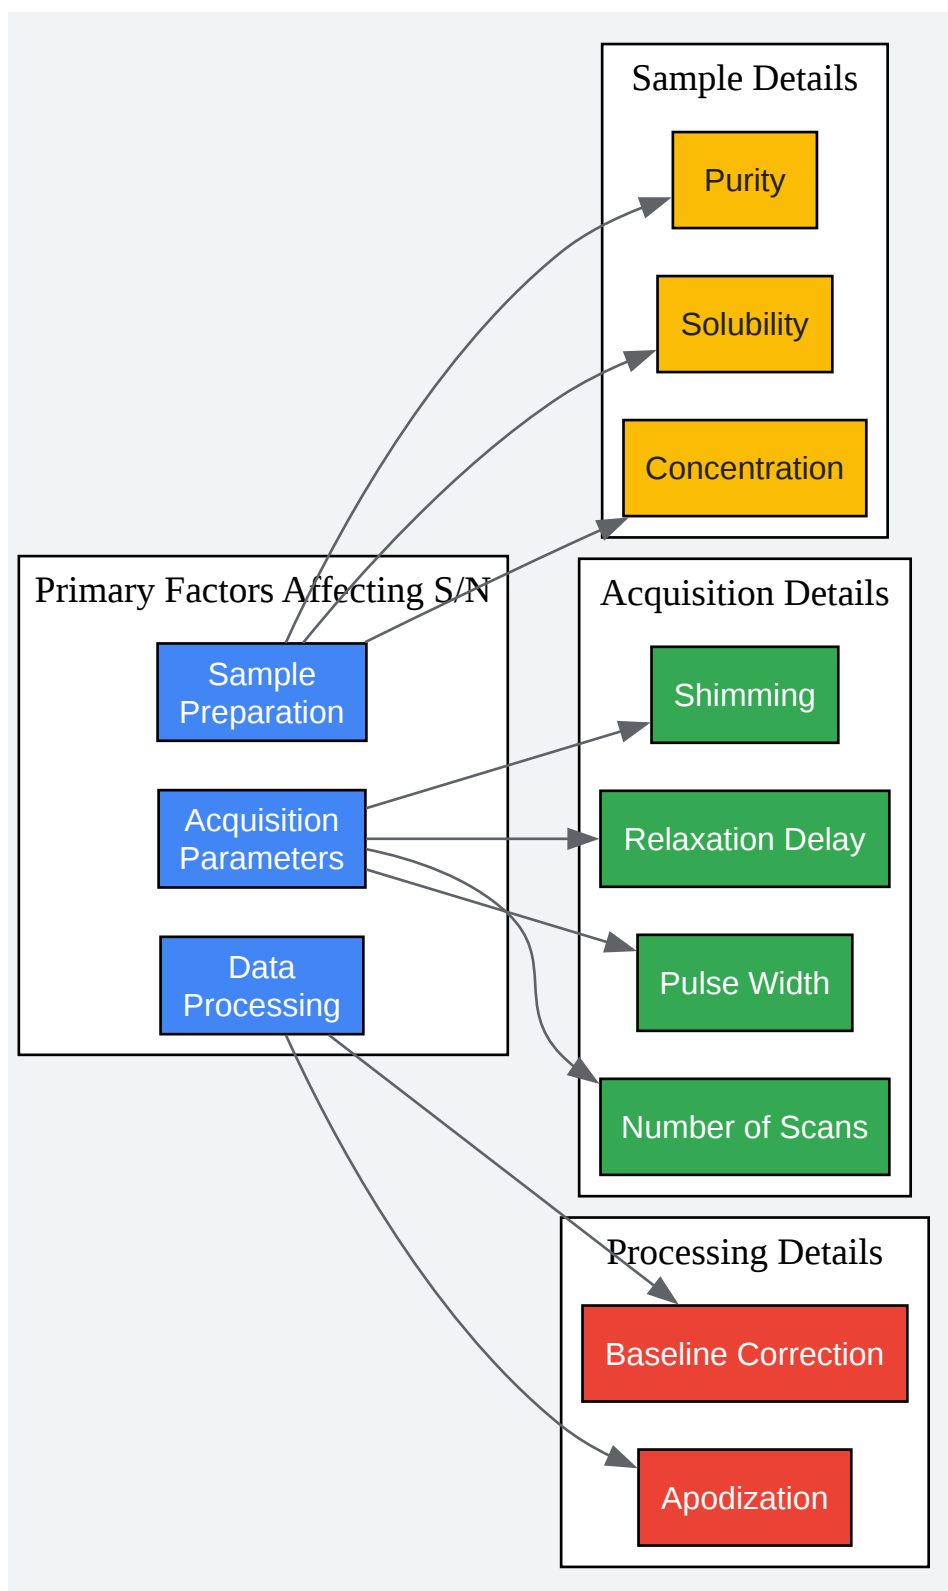 Sample Details
Purity
Solubility
Concentration
Primary Factors Affecting S/N
Sample
Preparation
Acquisition
Parameters
Data
Processing
Acquisition Details
Shimming
Relaxation Delay
Pulse Width
Number of Scans
Processing Details
Baseline Correction
Apodization